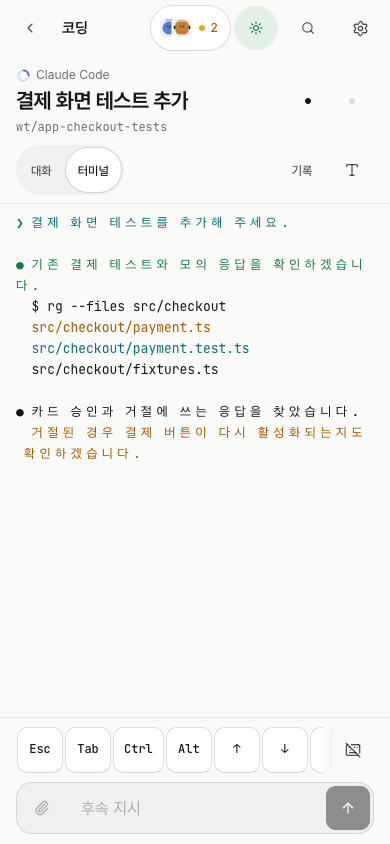 코딩
2
Claude Code
결제 화면 테스트 추가
wt/app-checkout-tests
대화
터미널
기록
❯ 결제 화면 테스트를 추가해 주세요.
● 기존 결제 테스트와 모의 응답을 확인하겠습니
다.
$ rg --files src/checkout
src/checkout/payment.ts
src/checkout/payment.test.ts
src/checkout/fixtures.ts
● 카드 승인과 거절에 쓰는 응답을 찾았습니다.
거절된 경우 결제 버튼이 다시 활성화되는지도
확인하겠습니다.
Esc
Tab
Ctrl
Alt
↑
↓
후속 지시